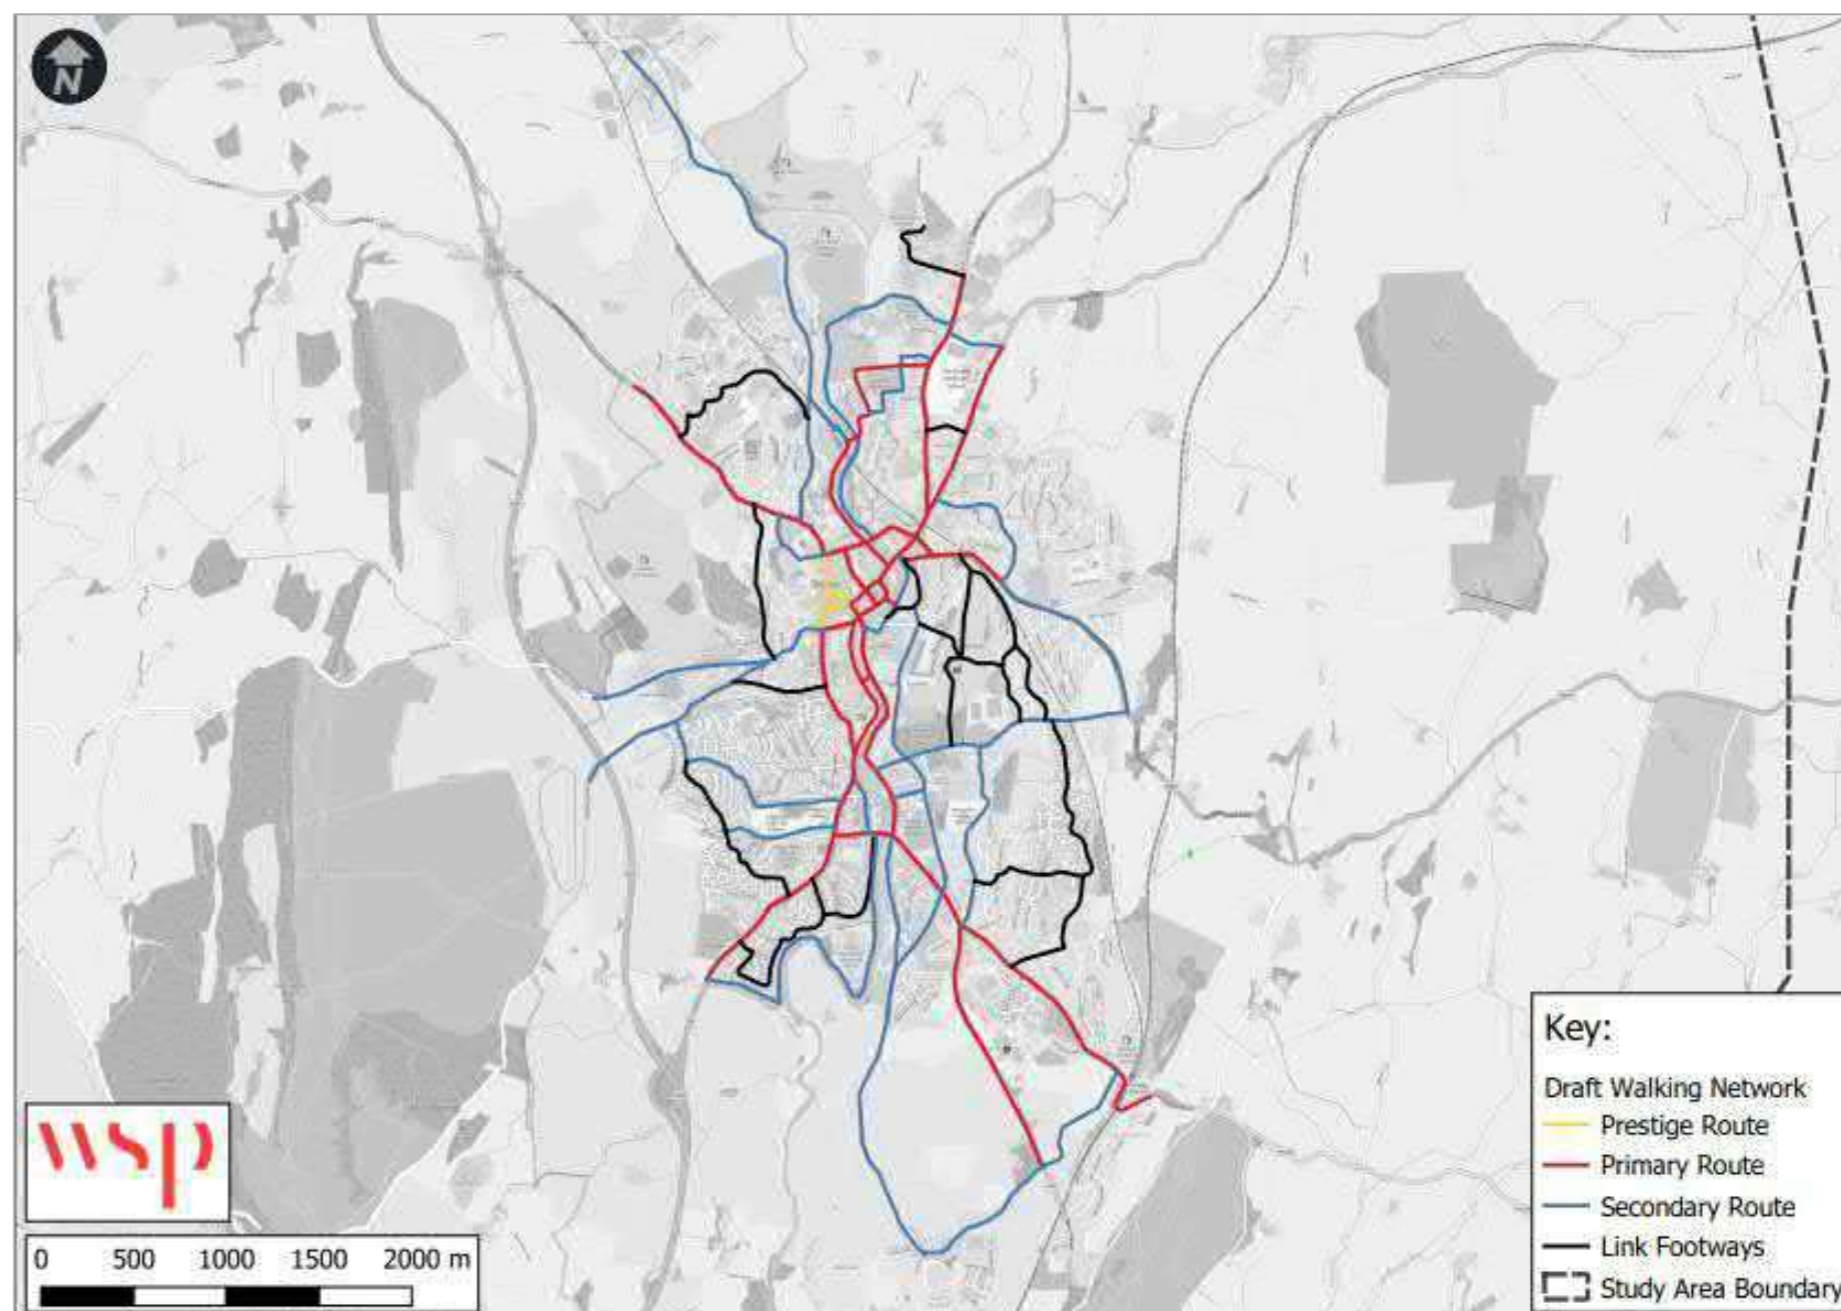 N
Key:
Draft Walking Network
Prestige Route
Primary Route
Secondary Route
Link Footways
Study Area Boundary
wsp
0 500 1000 1500 2000 m